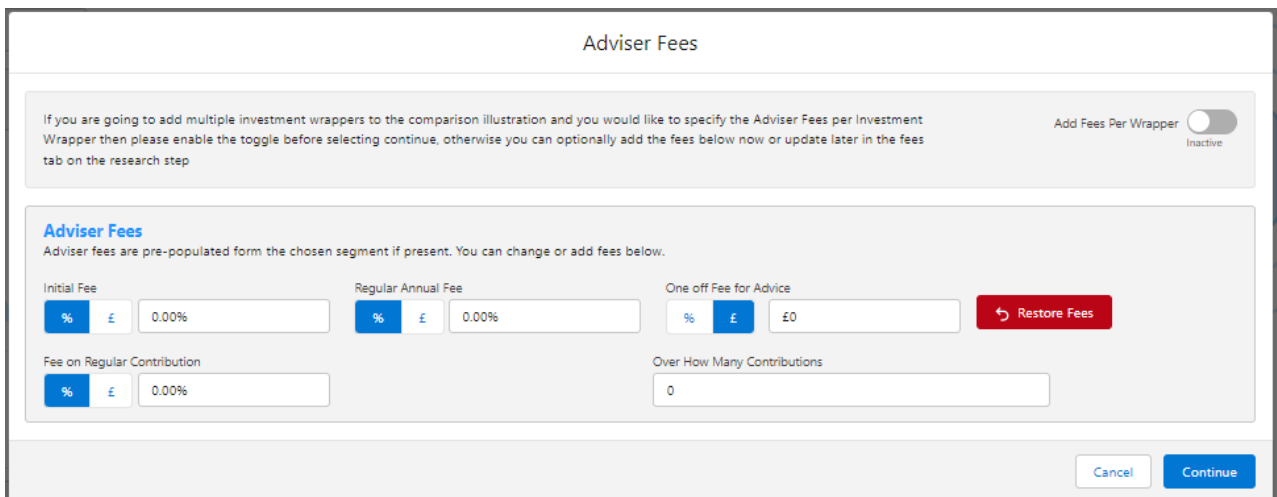 Adviser Fees
If you are going to add multiple investment wrappers to the comparison illustration and you would like to specify the Adviser Fees per Investment
Wrapper then please enable the toggle before selecting continue, otherwise you can optionally add the fees below now or update later in the fees
tab on the research step
Add Fees Per Wrapper
Inactive
Adviser Fees
Adviser fees are pre-populated form the chosen segment if present. You can change or add fees below.
Initial Fee
% £ 0.00%
Regular Annual Fee
% £ 0.00%
One off Fee for Advice
% £ £0
Restore Fees
Fee on Regular Contribution
% £ 0.00%
Over How Many Contributions
0
Cancel
Continue